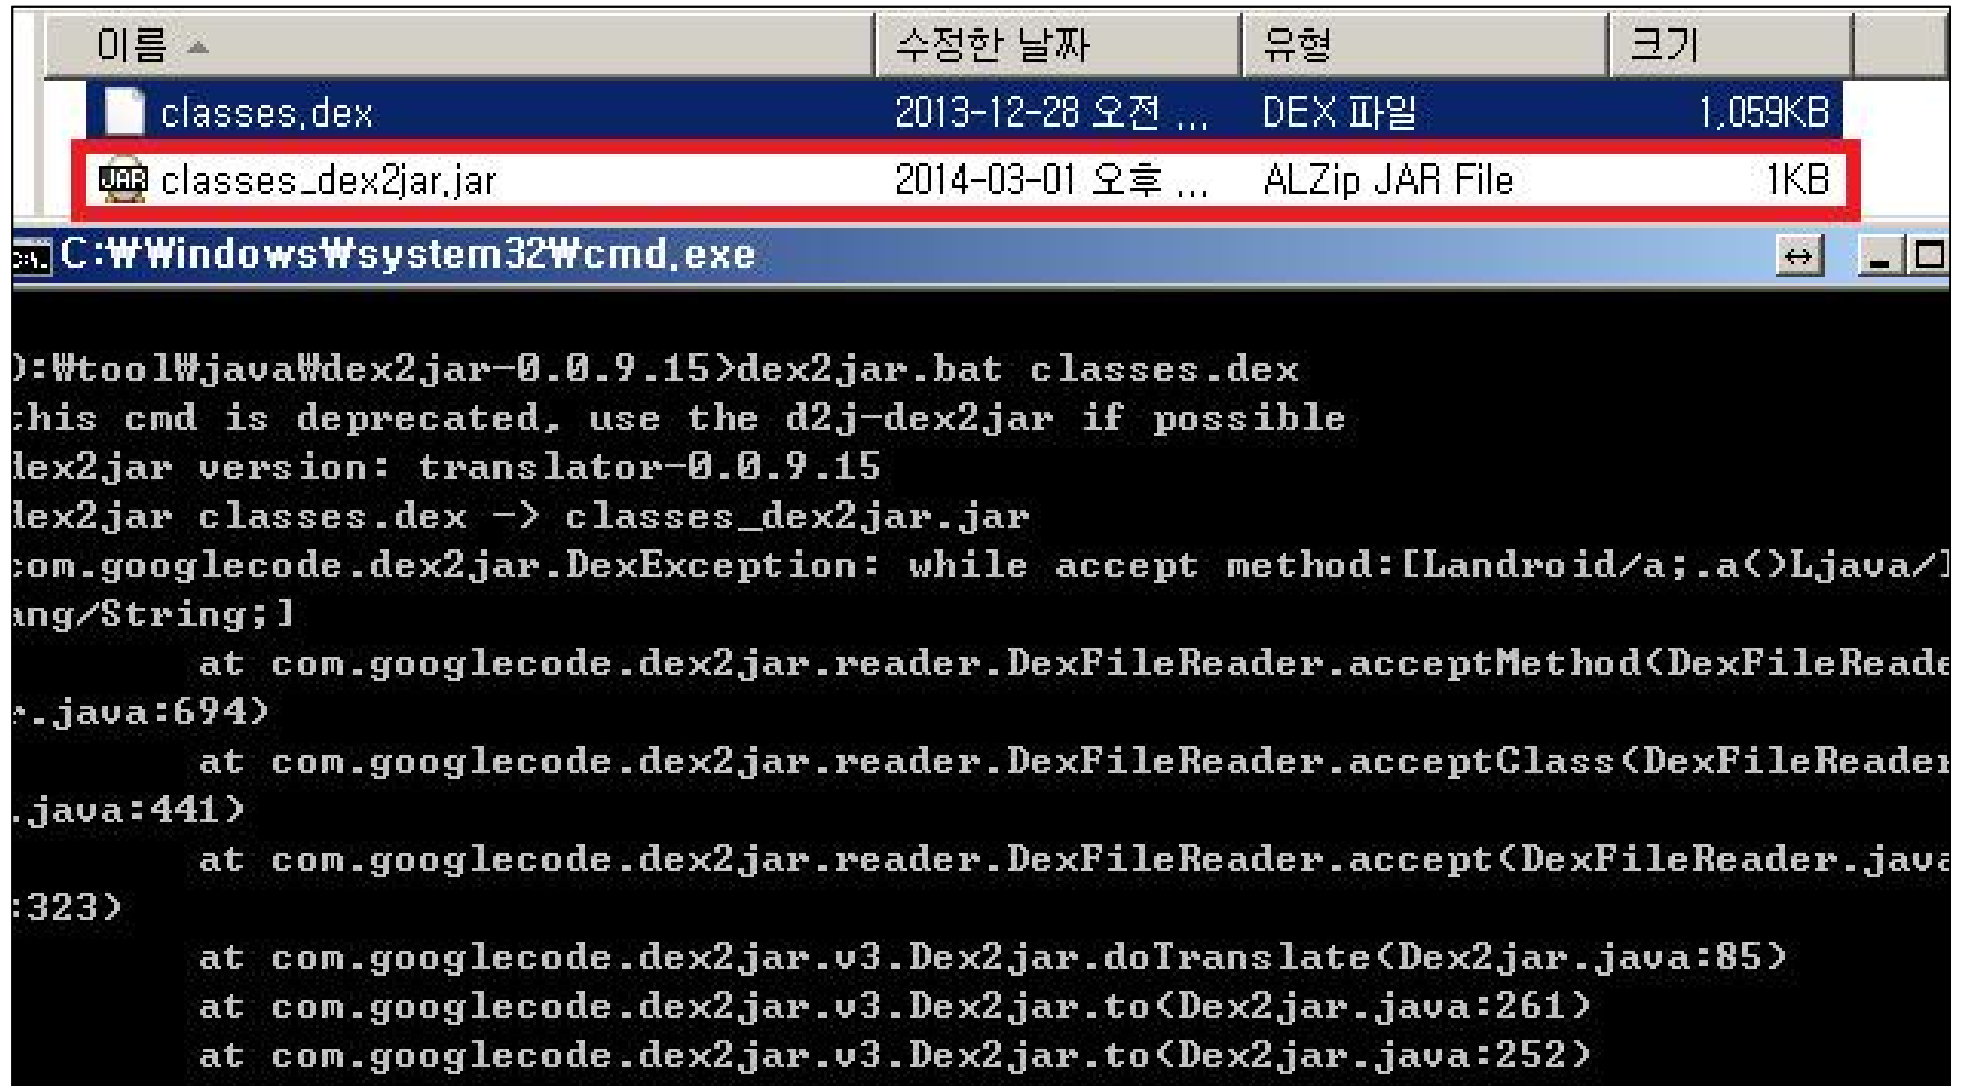 이름 수정한 날짜 유형 크기
classes.dex 2013-12-28 오전 ... DEX 파일 1,059KB
JAR classes_dex2jar.jar 2014-03-01 오후 ... ALZip JAR File 1KB
C:\. C:₩Windows₩system32₩cmd.exe
):₩tool₩java₩dex2jar-0.0.9.15>dex2jar.bat classes.dex
this cmd is deprecated, use the d2j-dex2jar if possible
dex2jar version: translator-0.0.9.15
dex2jar classes.dex -> classes_dex2jar.jar
com.googlecode.dex2jar.DexException: while accept method:[Landroid/a;.a()Ljava/l
ang/String;]
at com.googlecode.dex2jar.reader.DexFileReader.acceptMethod(DexFileReade
r.java:694)
at com.googlecode.dex2jar.reader.DexFileReader.acceptClass(DexFileReader
.java:441)
at com.googlecode.dex2jar.reader.DexFileReader.accept(DexFileReader.java
:323)
at com.googlecode.dex2jar.v3.Dex2jar.doTranslate(Dex2jar.java:85)
at com.googlecode.dex2jar.v3.Dex2jar.to(Dex2jar.java:261)
at com.googlecode.dex2jar.v3.Dex2jar.to(Dex2jar.java:252)